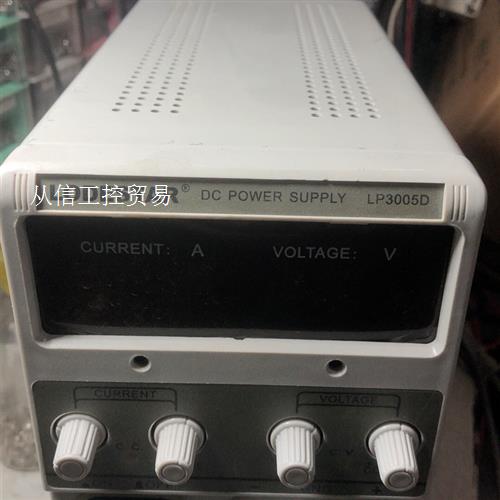 从信工控贸易
® DC POWER SUPPLY LP3005D
CURRENT: A VOLTAGE: V
CURRENT VOLTAGE
C.C. C.V